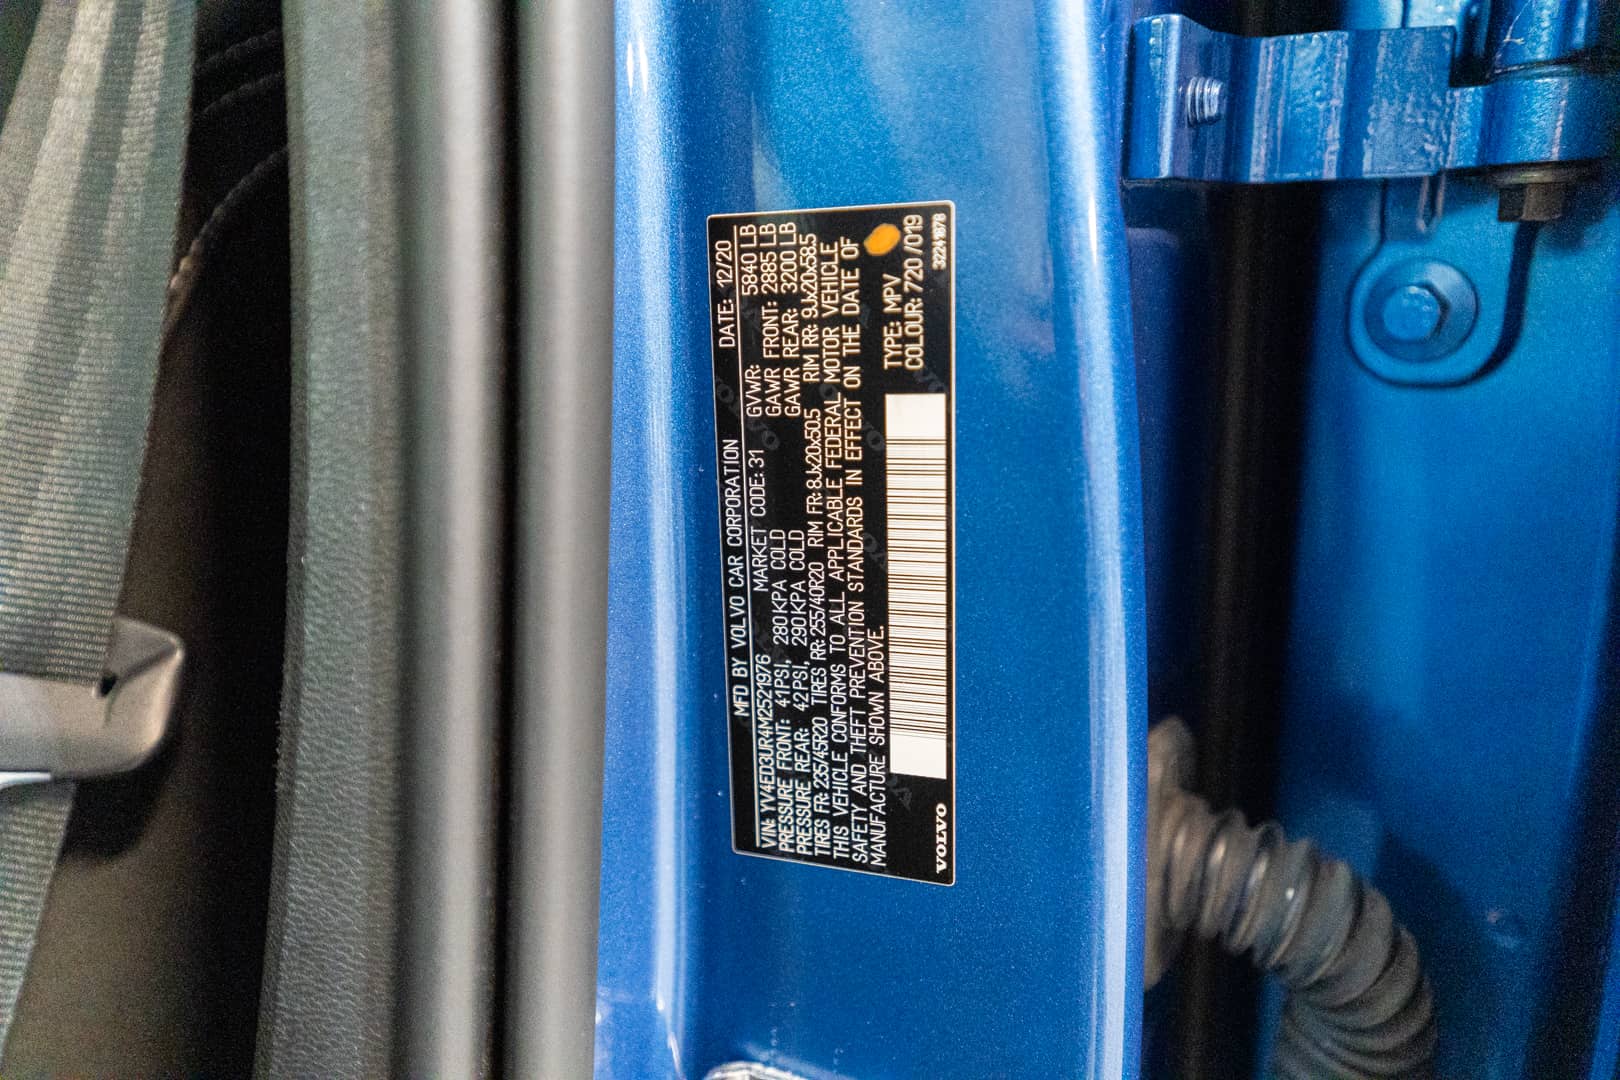 MFD BY VOLVO CAR CORPORATION DATE: 12/20
VIN: YV4ED3UR4M2521976 MARKET CODE: 31 GVWR: 5840 LB
PRESSURE FRONT: 41PSI, 280KPA COLD GAWR FRONT: 2885 LB
PRESSURE REAR: 42PSI, 290KPA COLD GAWR REAR: 3200 LB
TIRES FR: 235/45R20 TIRES RR: 255/40R20 RIM FR: 8Jx20x50.5 RIM RR: 9Jx20x58.5
THIS VEHICLE CONFORMS TO ALL APPLICABLE FEDERAL MOTOR VEHICLE
SAFETY AND THEFT PREVENTION STANDARDS IN EFFECT ON THE DATE OF
MANUFACTURE SHOWN ABOVE.
TYPE: MPV
COLOUR: 720 /019
VOLVO
32241878